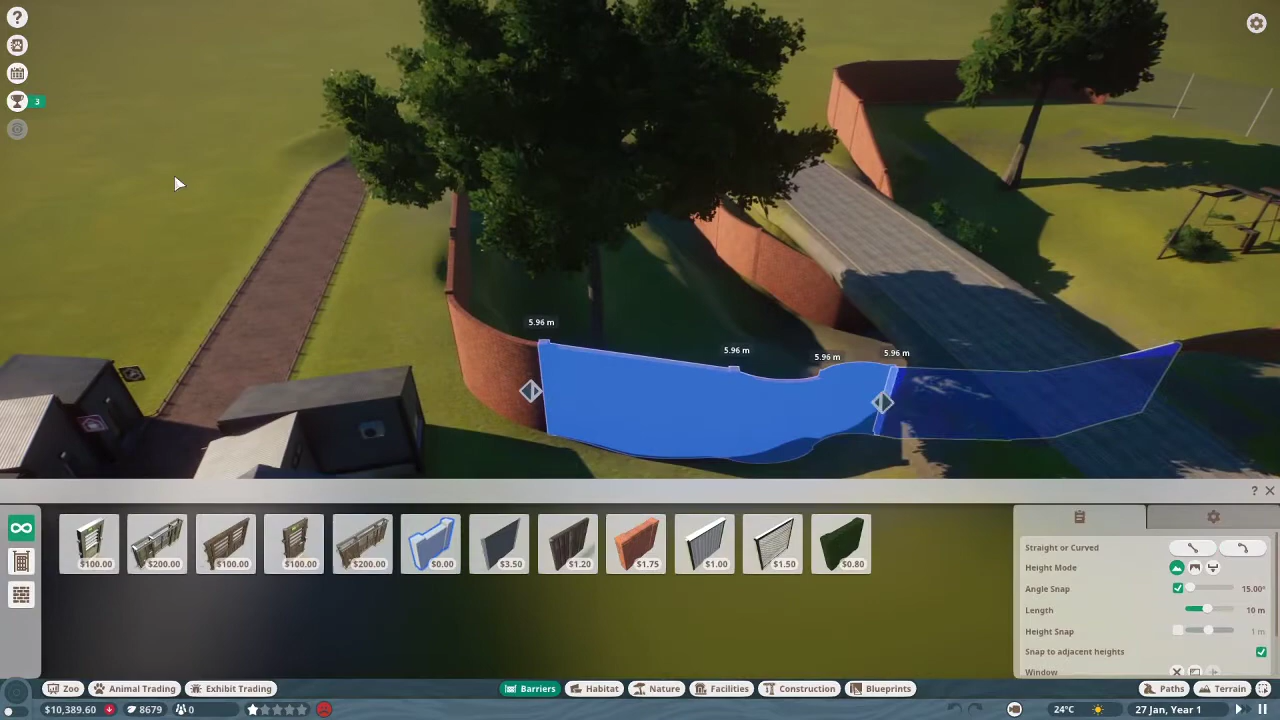 3
5.96 m
5.96 m
5.96 m
5.96 m
?
?
$100.00
$200.00
$100.00
$100.00
$200.00
$0.00
$3.50
$1.20
$1.75
$1.00
$1.50
$0.80
Straight or Curved
Height Mode
Angle Snap 15.00°
Length 10 m
Height Snap 1 m
Snap to adjacent heights
Window
Zoo Animal Trading Exhibit Trading Barriers Habitat Nature Facilities Construction Blueprints Paths Terrain
$10,389.60 8679 0 24°C 27 Jan, Year 1